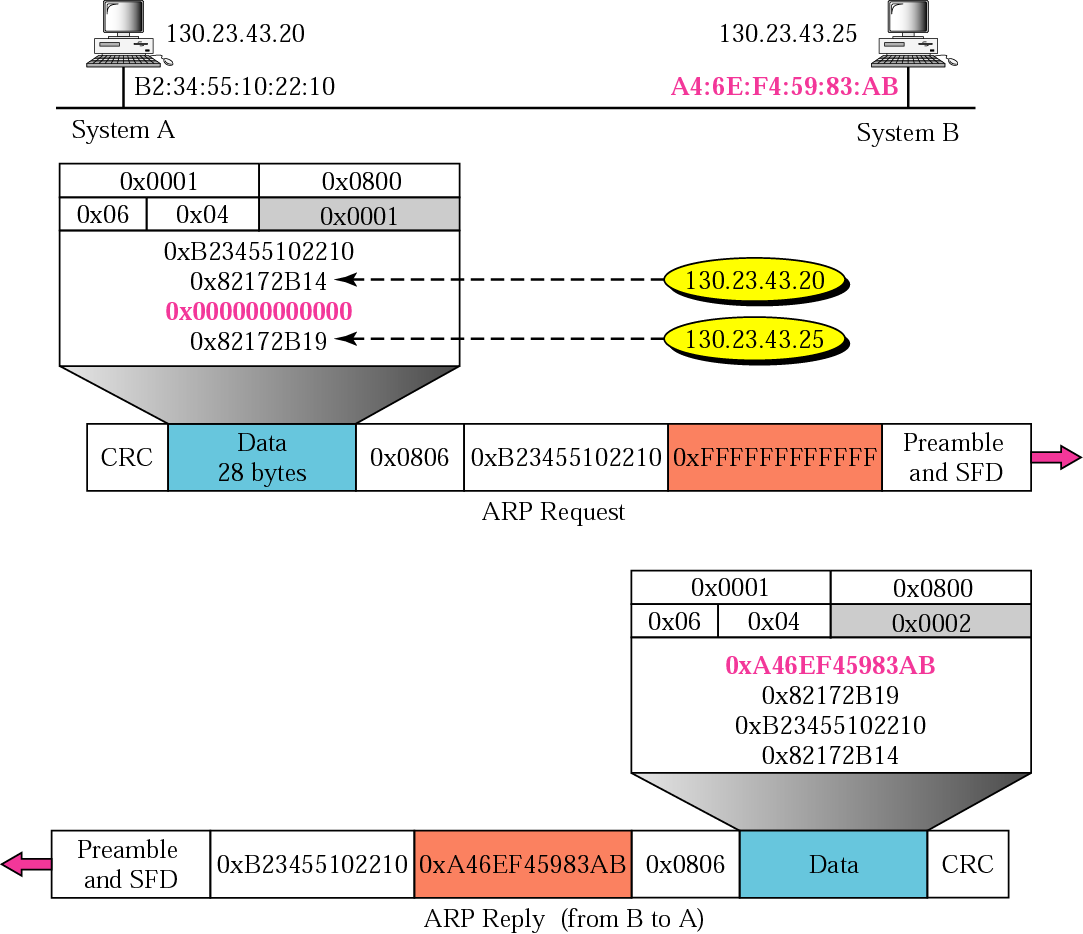 130.23.43.20
130.23.43.25
B2:34:55:10:22:10
A4:6E:F4:59:83:AB
System A
System B
0x0001 0x0800
0x06 0x04 0x0001
0xB23455102210
0x82172B14
130.23.43.20
0x000000000000
0x82172B19
130.23.43.25
CRC
Data
28 bytes
0x0806
0xB23455102210
0xFFFFFFFFFFFF
Preamble
and SFD
ARP Request
0x0001 0x0800
0x06 0x04 0x0002
0xA46EF45983AB
0x82172B19
0xB23455102210
0x82172B14
Preamble
and SFD
0xB23455102210
0xA46EF45983AB
0x0806
Data
CRC
ARP Reply (from B to A)